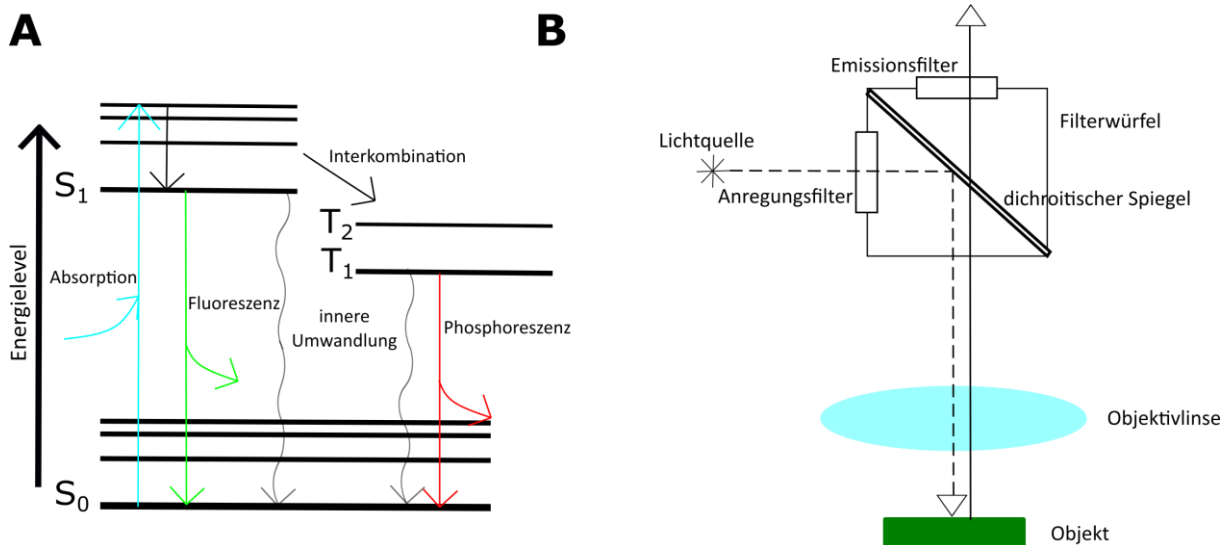 A
Energielevel
S1
S0
Absorption
Fluoreszenz
Interkombination
T2
T1
innere
Umwandlung
Phosphoreszenz
B
Emissionsfilter
Filterwürfel
Lichtquelle
Anregungsfilter
dichroitischer Spiegel
Objektivlinse
Objekt